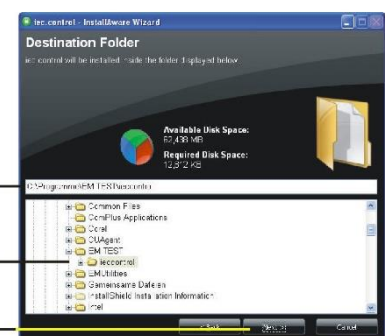 iec.control - InstallAware Wizard
Destination Folder
iec.control will be installed inside the folder displayed below
Available Disk Space:
62,438 MB
Required Disk Space:
C:\Programme\EM TEST\ieccontrol
Common Files
ComPlus Applications
Corel
CUAgent
EM TEST
ieccontrol
EMUtilities
Gemeinsame Dateien
InstallShield Installation Information
Intel
< Back
Next >
Cancel